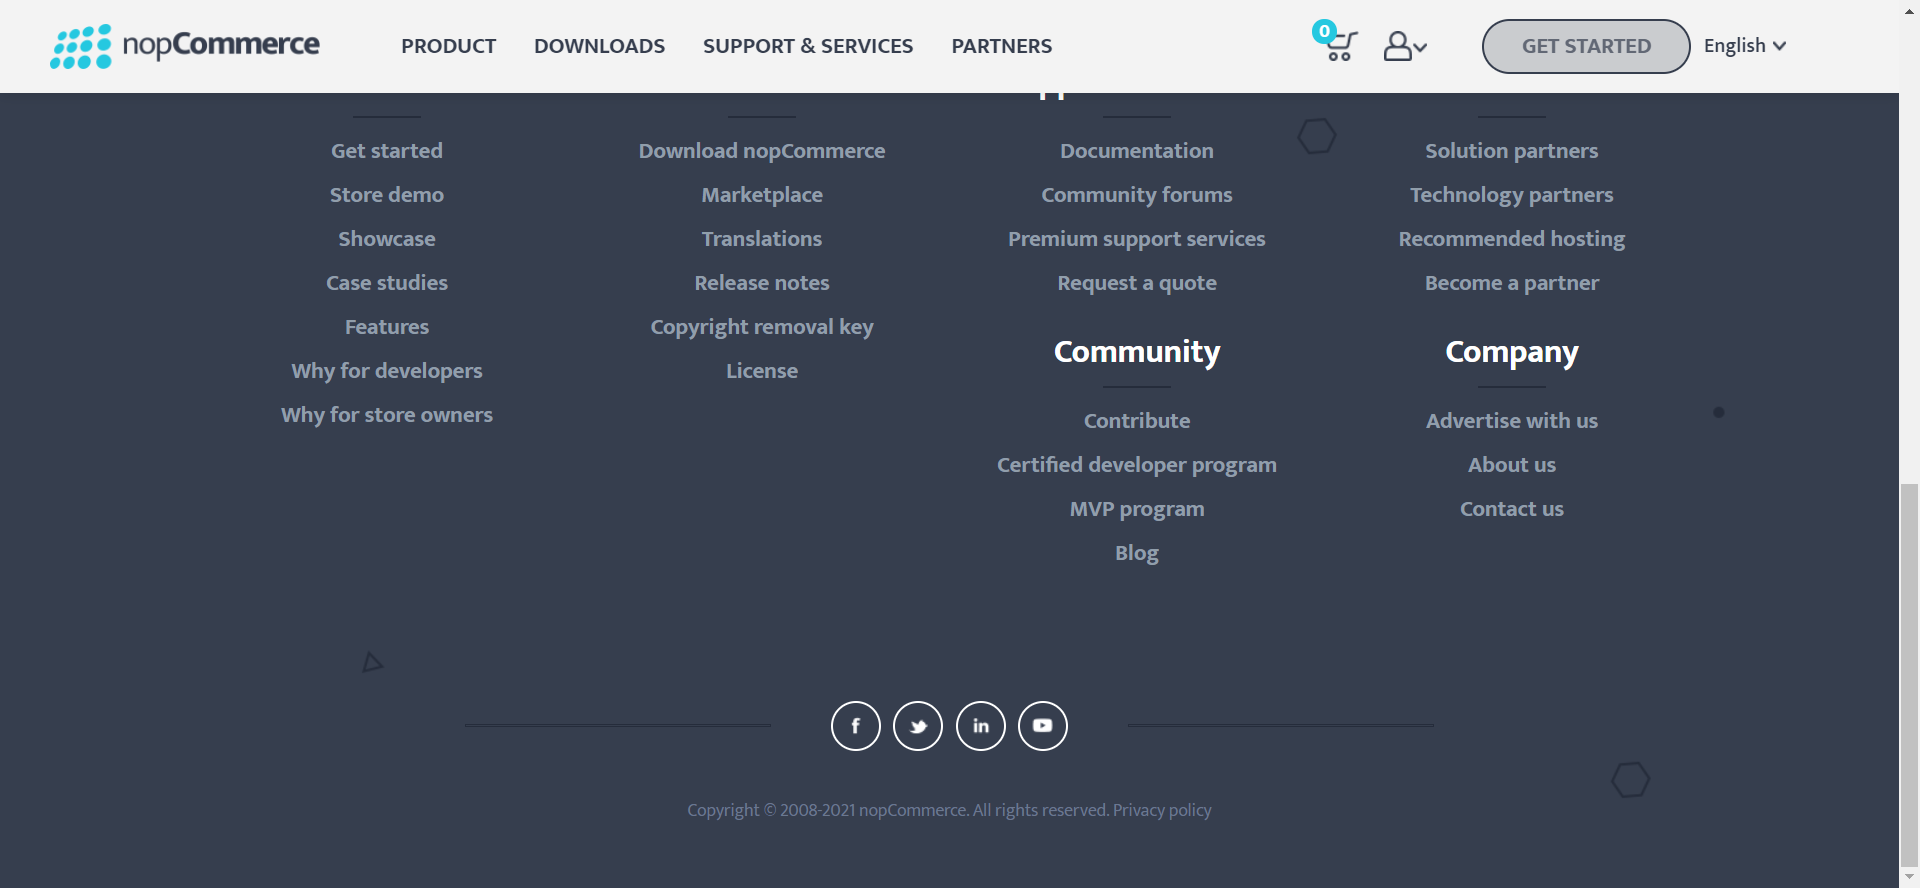 nopCommerce
PRODUCT
DOWNLOADS
SUPPORT & SERVICES
PARTNERS
0
GET STARTED
English
Get started
Store demo
Showcase
Case studies
Features
Why for developers
Why for store owners
Download nopCommerce
Marketplace
Translations
Release notes
Copyright removal key
License
Documentation
Community forums
Premium support services
Request a quote
Community
Contribute
Certified developer program
MVP program
Blog
Solution partners
Technology partners
Recommended hosting
Become a partner
Company
Advertise with us
About us
Contact us
f
in
Copyright © 2008-2021 nopCommerce. All rights reserved. Privacy policy